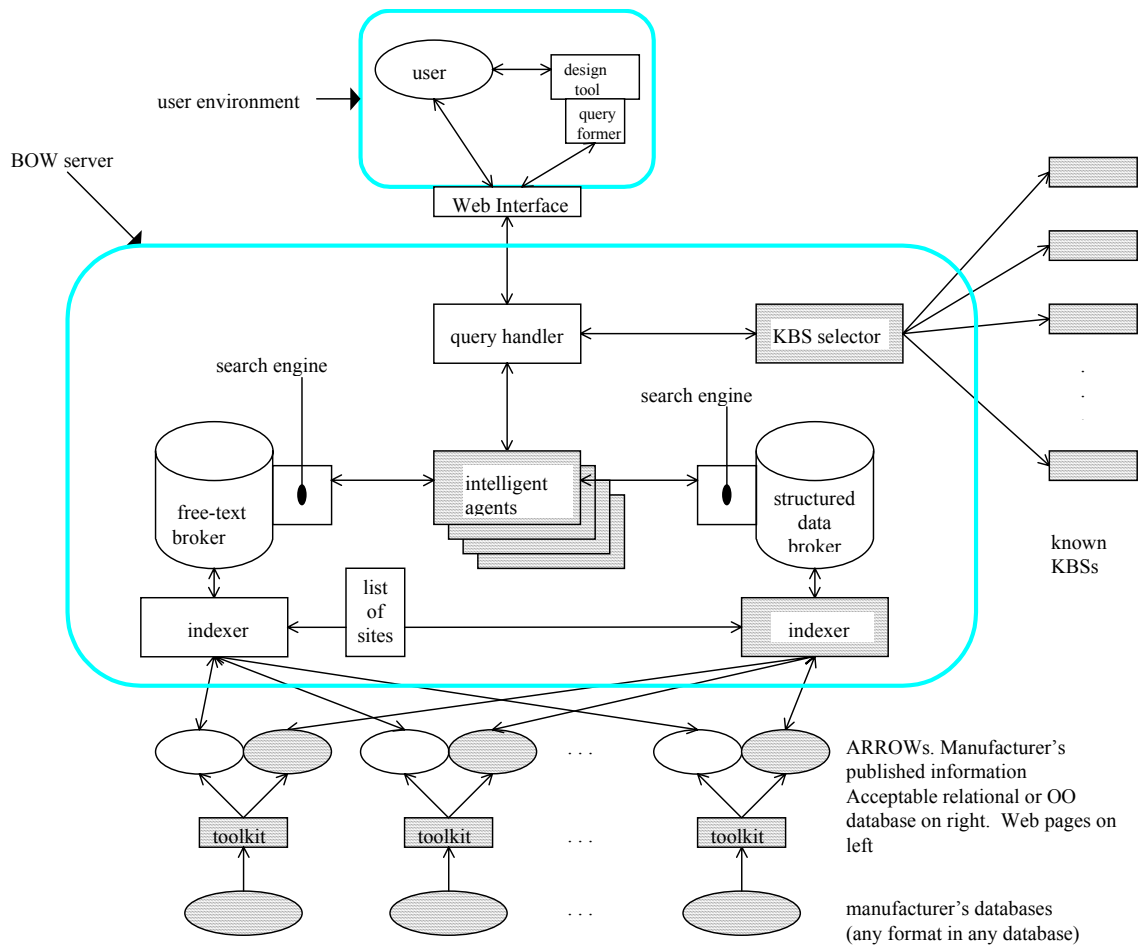 user
design
tool
query
former
user environment
BOW server
Web Interface
query handler
KBS selector
search engine
search engine
free-text
broker
intelligent
agents
structured
data
broker
known
KBSs
indexer
list
of
sites
indexer
. . .
ARROWs. Manufacturer’s
published information
Acceptable relational or OO
database on right. Web pages on
left
toolkit
toolkit
. . .
toolkit
. . .
manufacturer’s databases
(any format in any database)